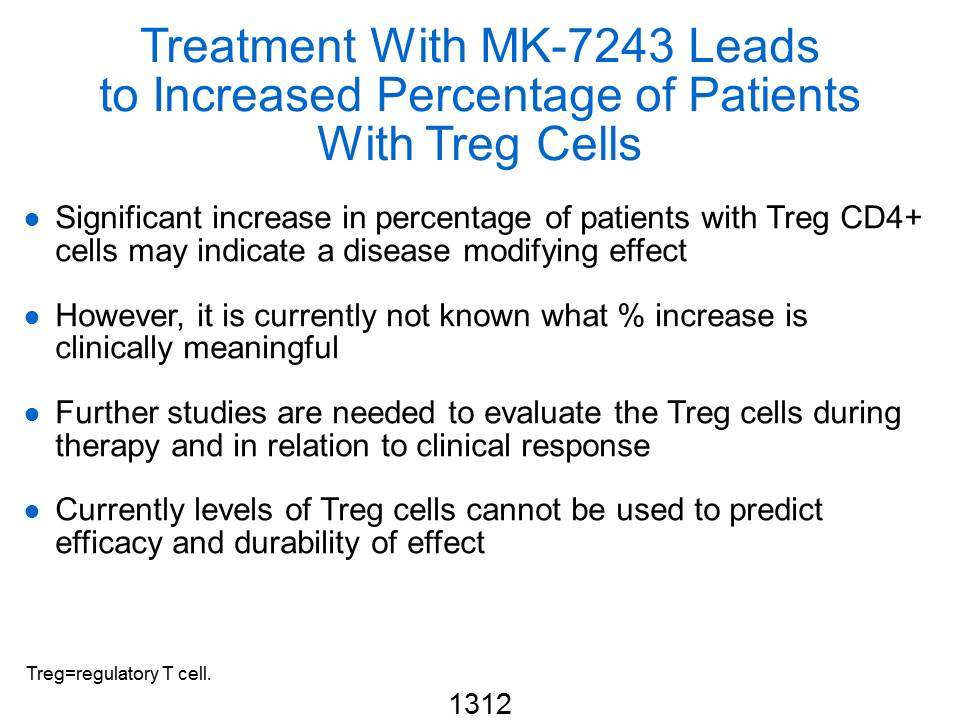 Treatment With MK-7243 Leads
to Increased Percentage of Patients
With Treg Cells
● Significant increase in percentage of patients with Treg CD4+
cells may indicate a disease modifying effect
● However, it is currently not known what % increase is
clinically meaningful
● Further studies are needed to evaluate the Treg cells during
therapy and in relation to clinical response
● Currently levels of Treg cells cannot be used to predict
efficacy and durability of effect
Treg=regulatory T cell.
1312